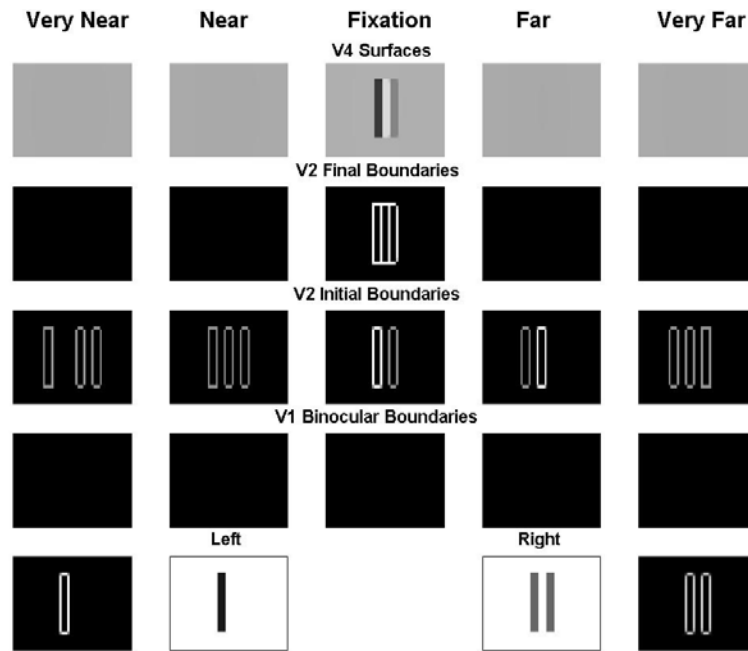 Very Near Near Fixation Far Very Far
V4 Surfaces
V2 Final Boundaries
V2 Initial Boundaries
V1 Binocular Boundaries
Left Right